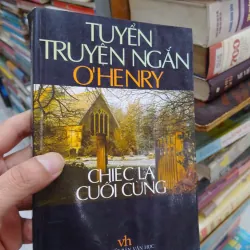 TUYỂN
TRUYỆN NGẮN
O'HENRY
CHIẾC LÁ
CUỐI CÙNG
vh